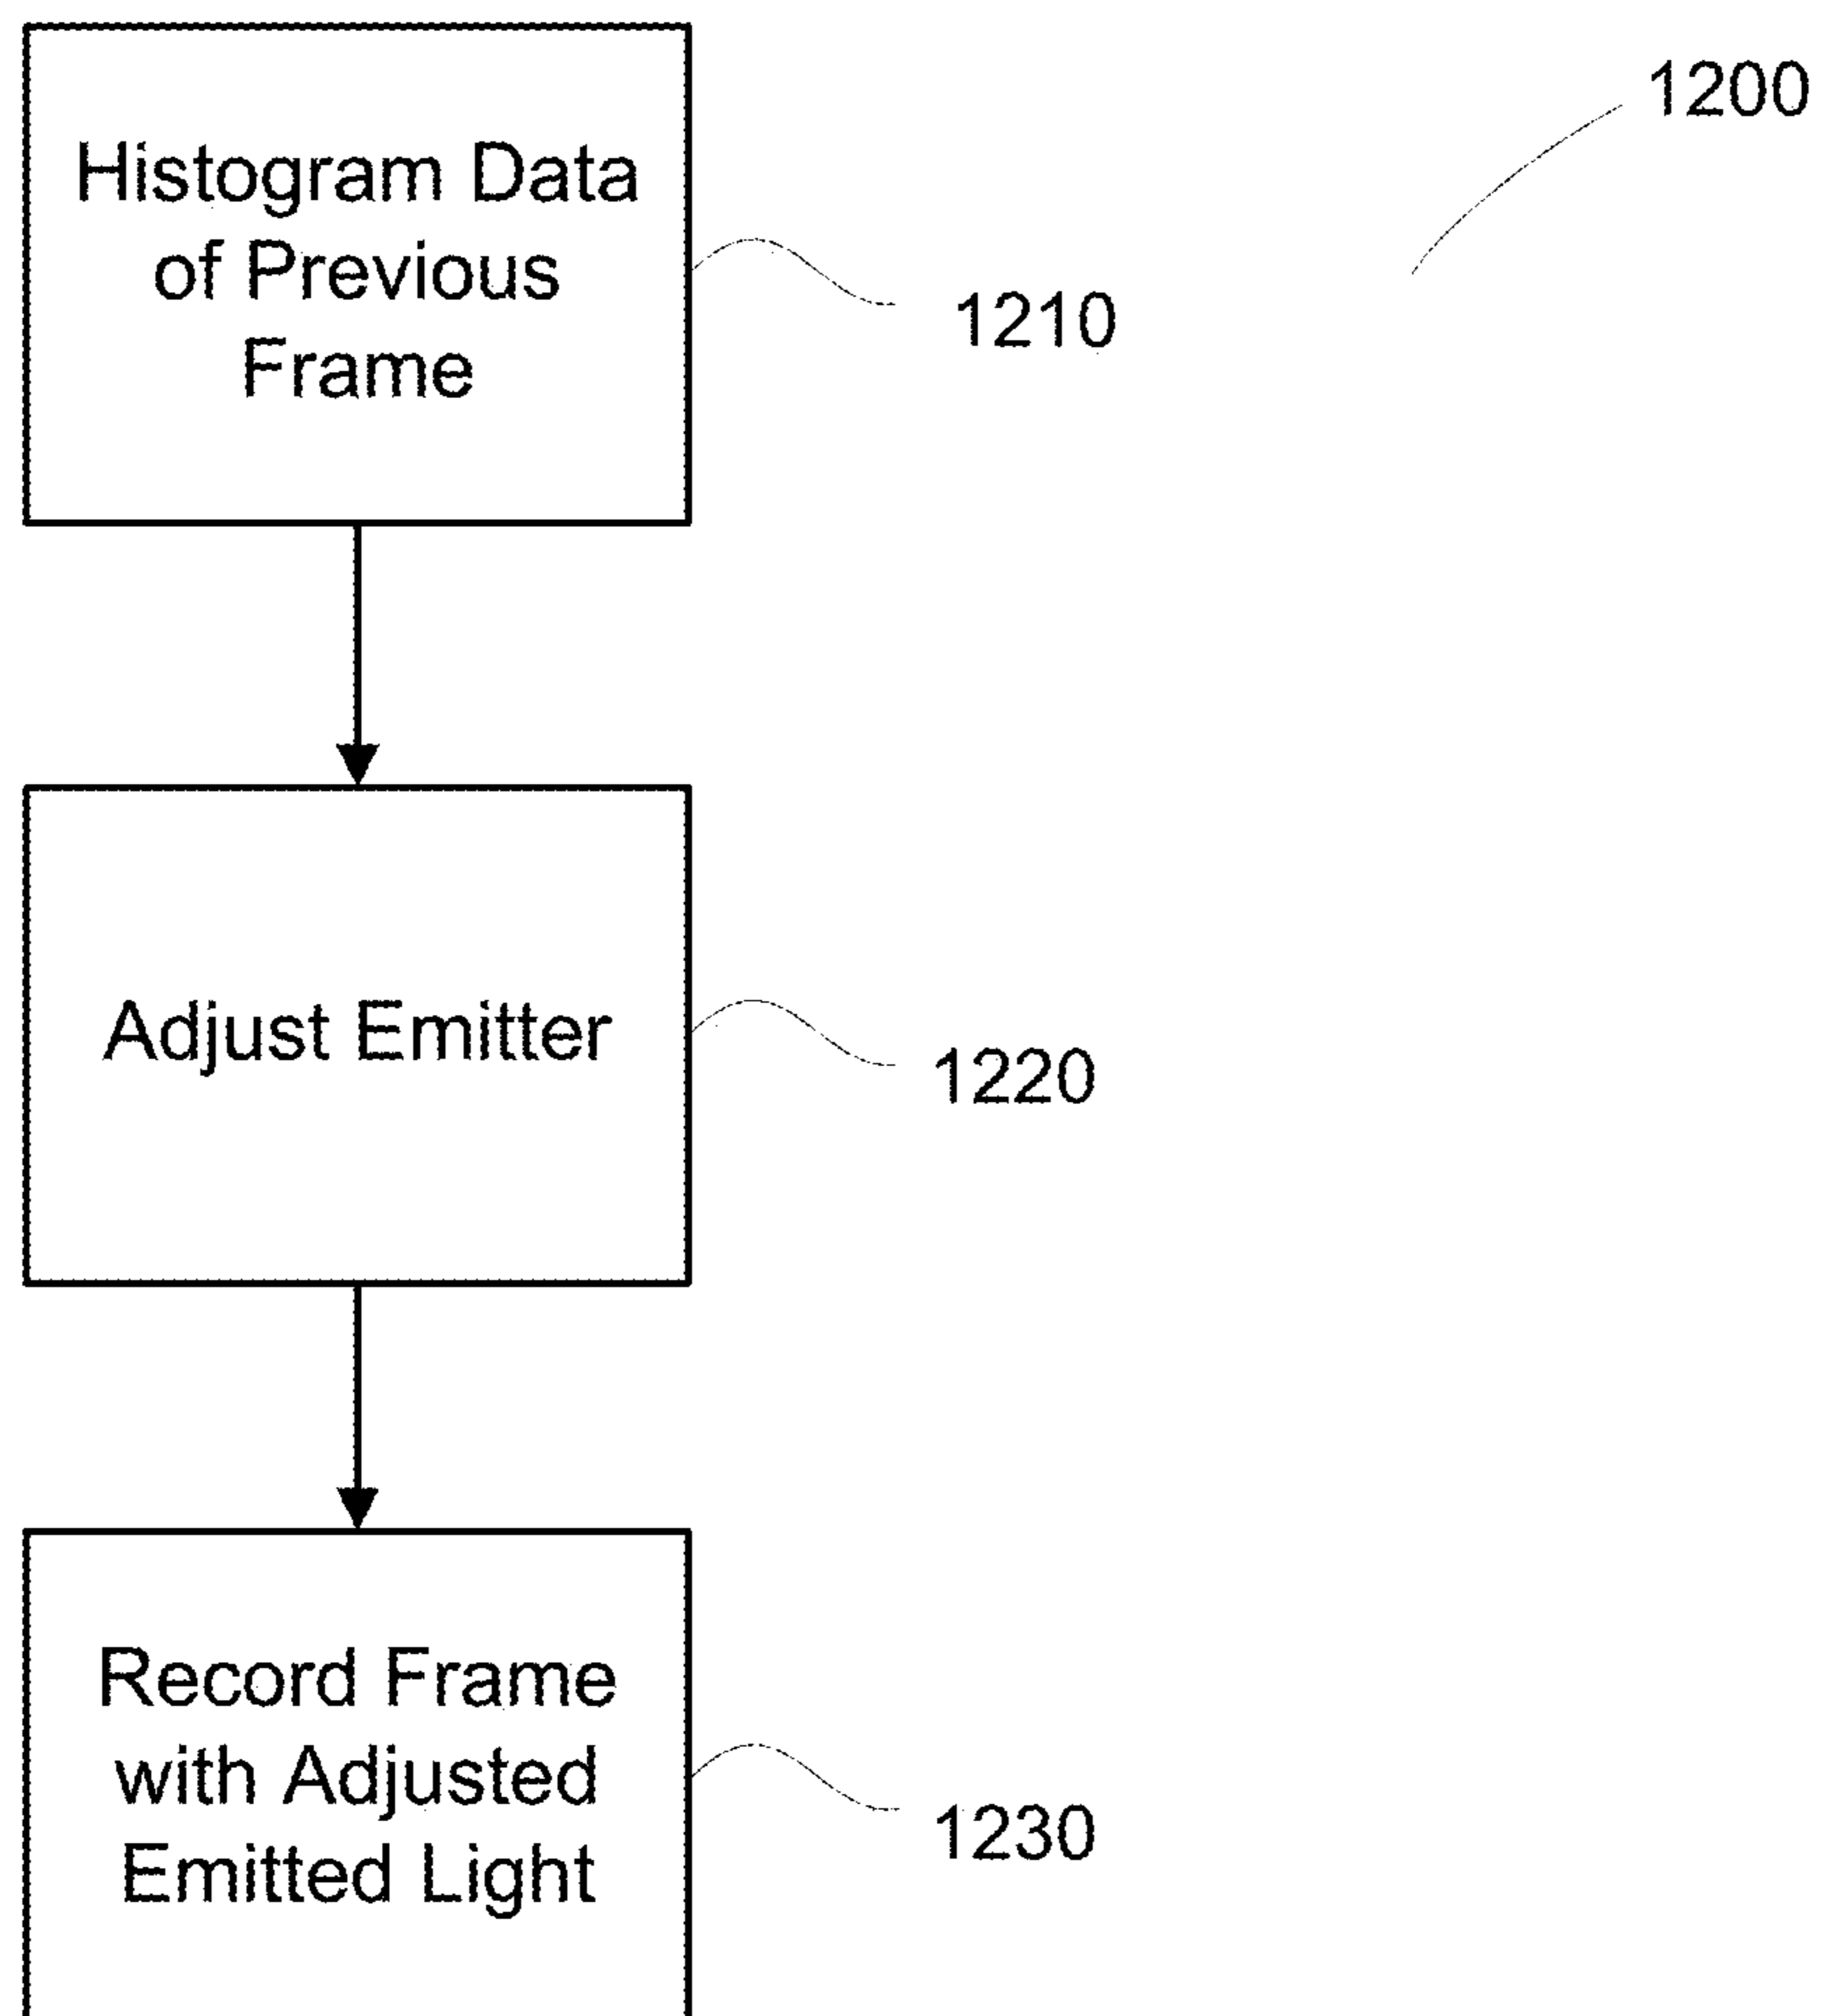 1200
Histogram Data
of Previous
Frame
1210
Adjust Emitter
1220
Record Frame
with Adjusted
Emitted Light
1230